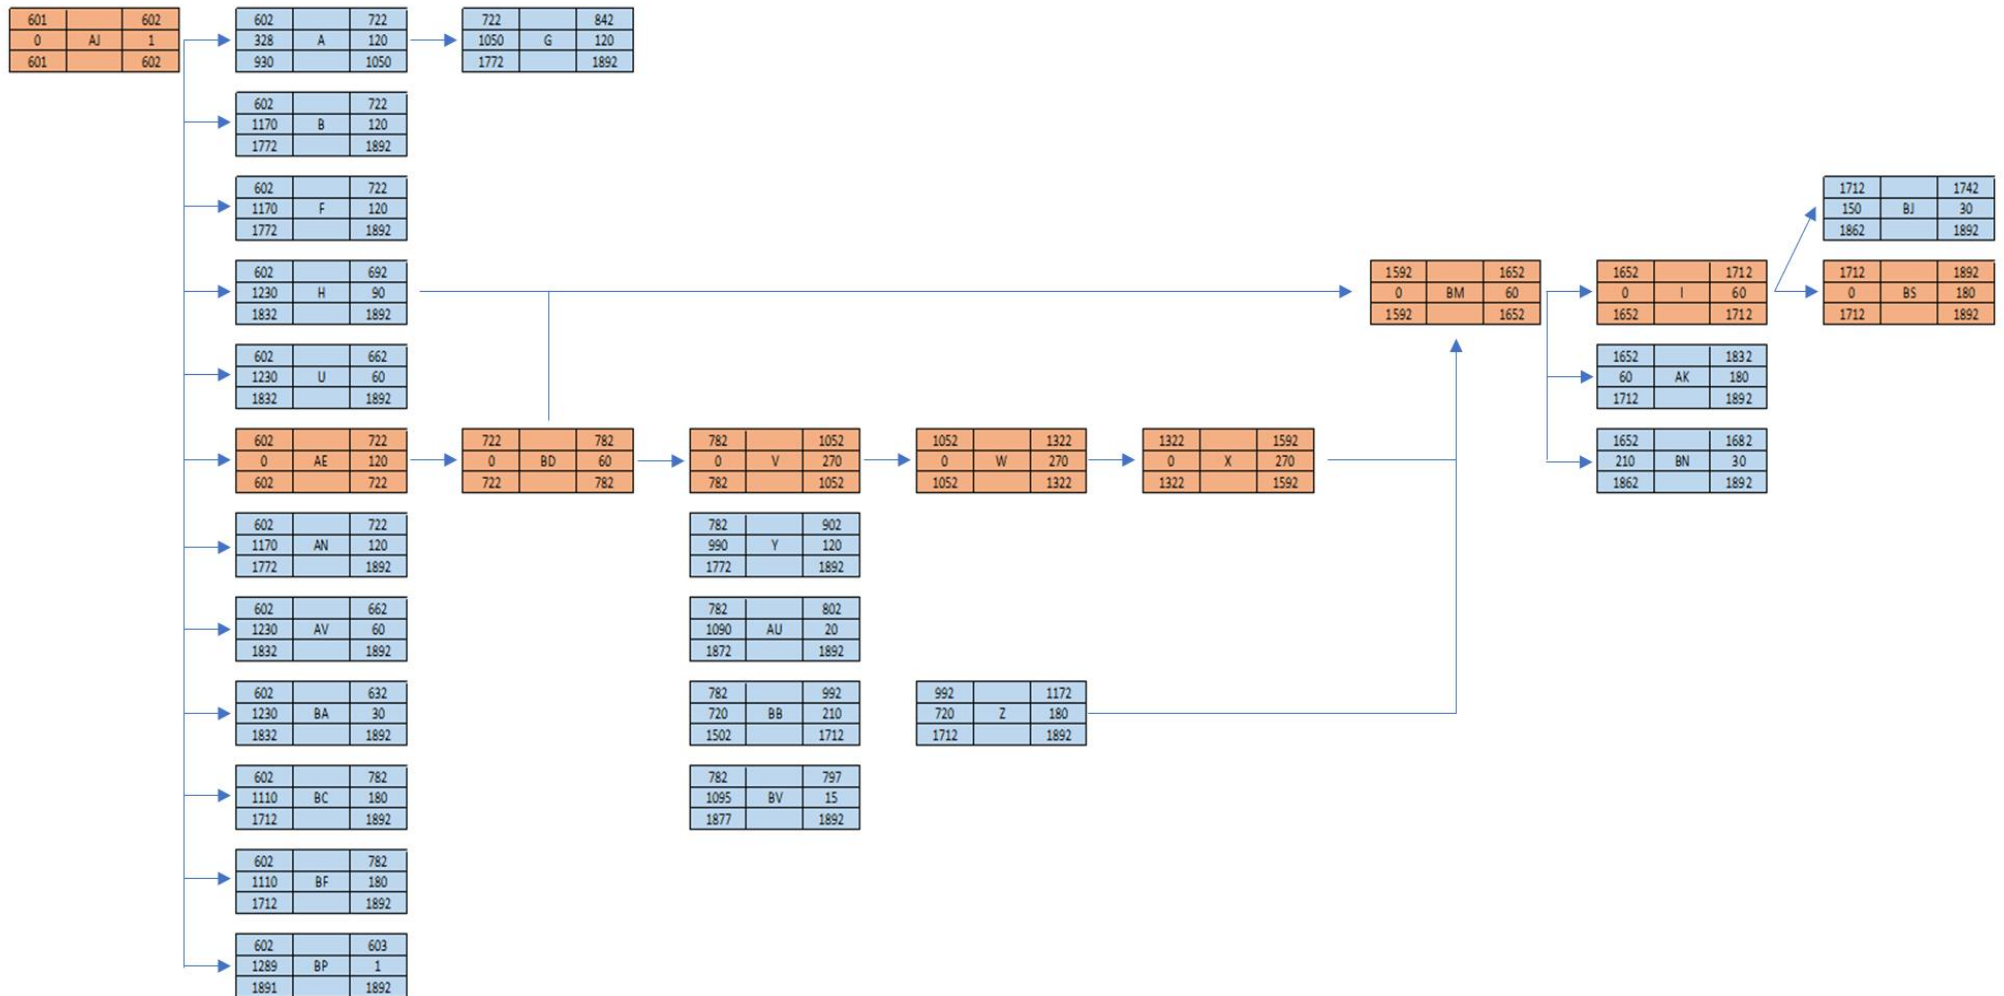 601 602
0 AJ 1
601 602
602 722
328 A 120
930 1050
722 842
1050 G 120
1772 1892
602 722
1170 B 120
1772 1892
602 722
1170 F 120
1772 1892
1712 1742
150 BJ 30
1862 1892
602 692
1230 H 90
1832 1892
1592 1652
0 BM 60
1592 1652
1652 1712
0 I 60
1652 1712
1712 1892
0 BS 180
1712 1892
602 662
1230 U 60
1832 1892
1652 1832
60 AK 180
1712 1892
602 722
0 AE 120
602 722
722 782
0 BD 60
722 782
782 1052
0 V 270
782 1052
1052 1322
0 W 270
1052 1322
1322 1592
0 X 270
1322 1592
1652 1682
210 BN 30
1862 1892
602 722
1170 AN 120
1772 1892
782 902
990 Y 120
1772 1892
602 662
1230 AV 60
1832 1892
782 802
1090 AU 20
1872 1892
602 632
1230 BA 30
1832 1892
782 992
720 BB 210
1502 1712
992 1172
720 Z 180
1712 1892
602 782
1110 BC 180
1712 1892
782 797
1095 BV 15
1877 1892
602 782
1110 BF 180
1712 1892
602 603
1289 BP 1
1891 1892